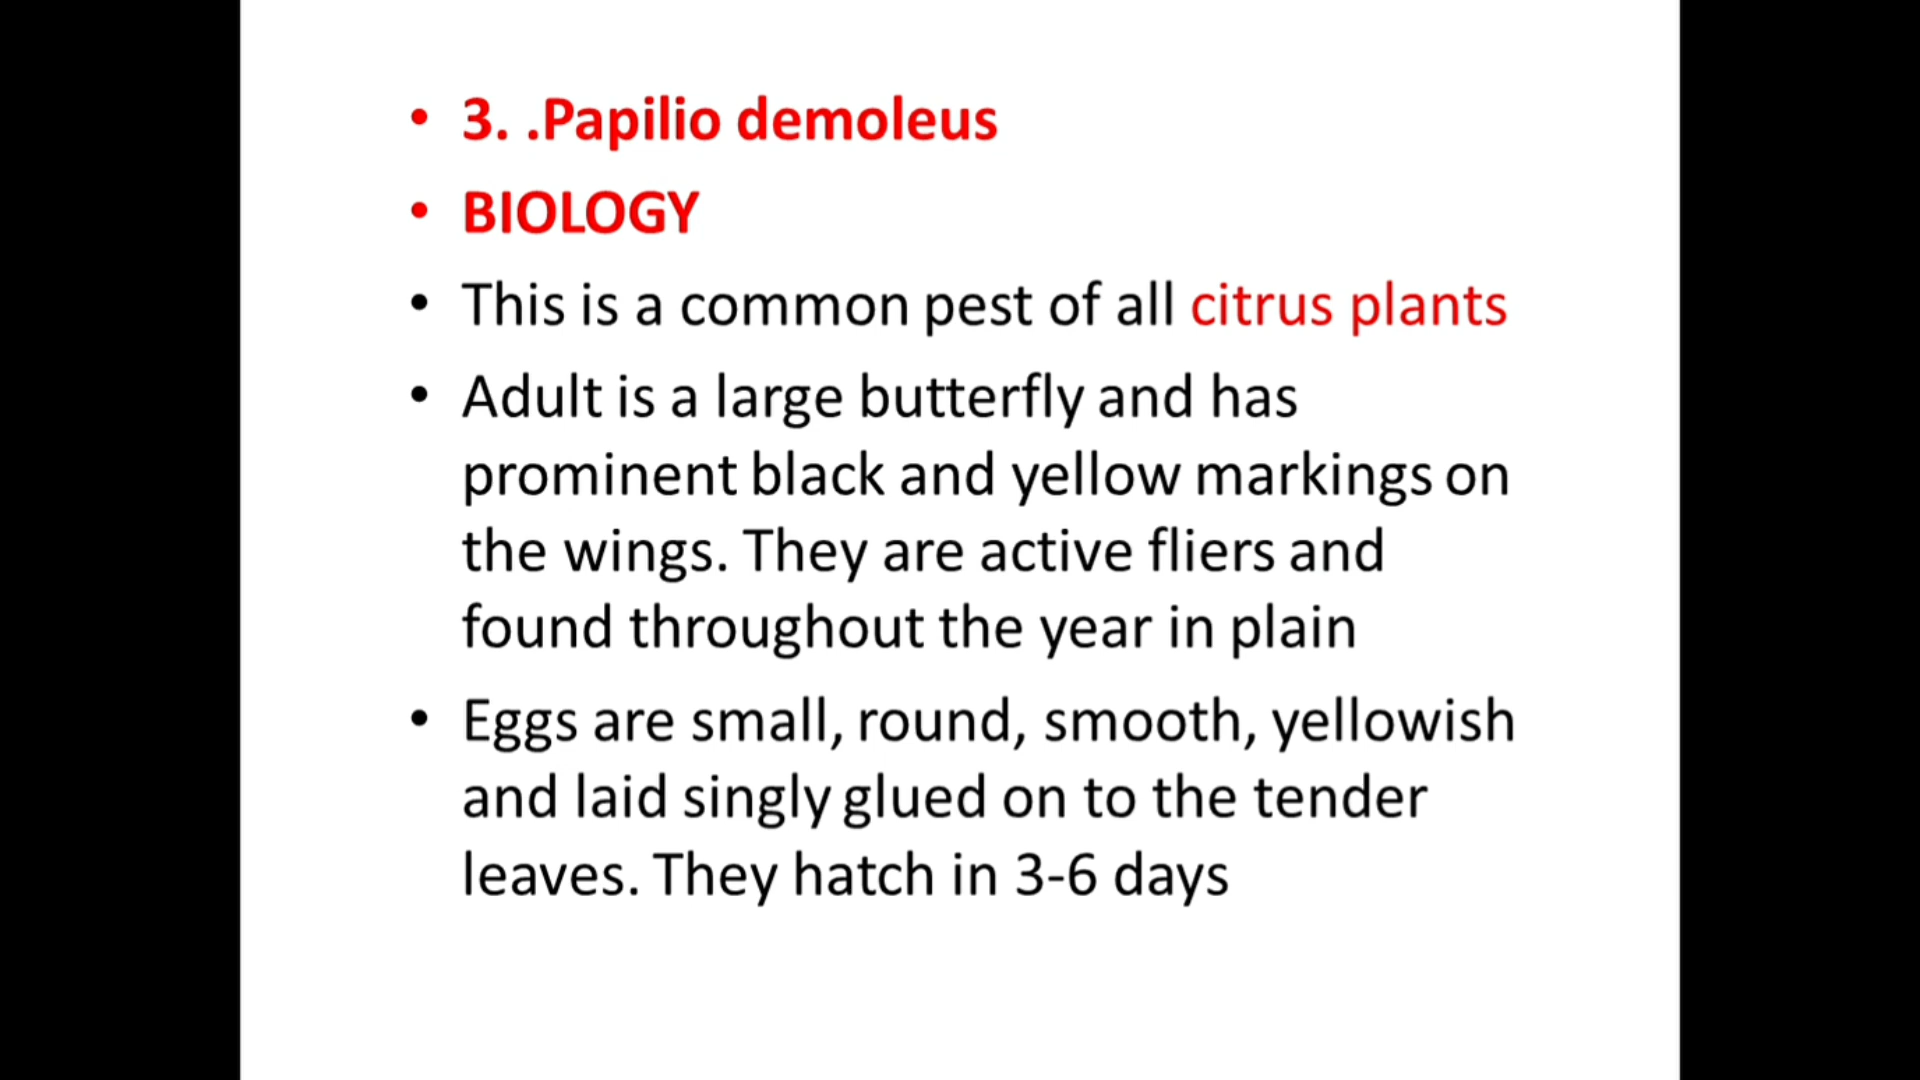 • 3. .Papilio demoleus
• BIOLOGY
• This is a common pest of all citrus plants
• Adult is a large butterfly and has
prominent black and yellow markings on
the wings. They are active fliers and
found throughout the year in plain
• Eggs are small, round, smooth, yellowish
and laid singly glued on to the tender
leaves. They hatch in 3-6 days